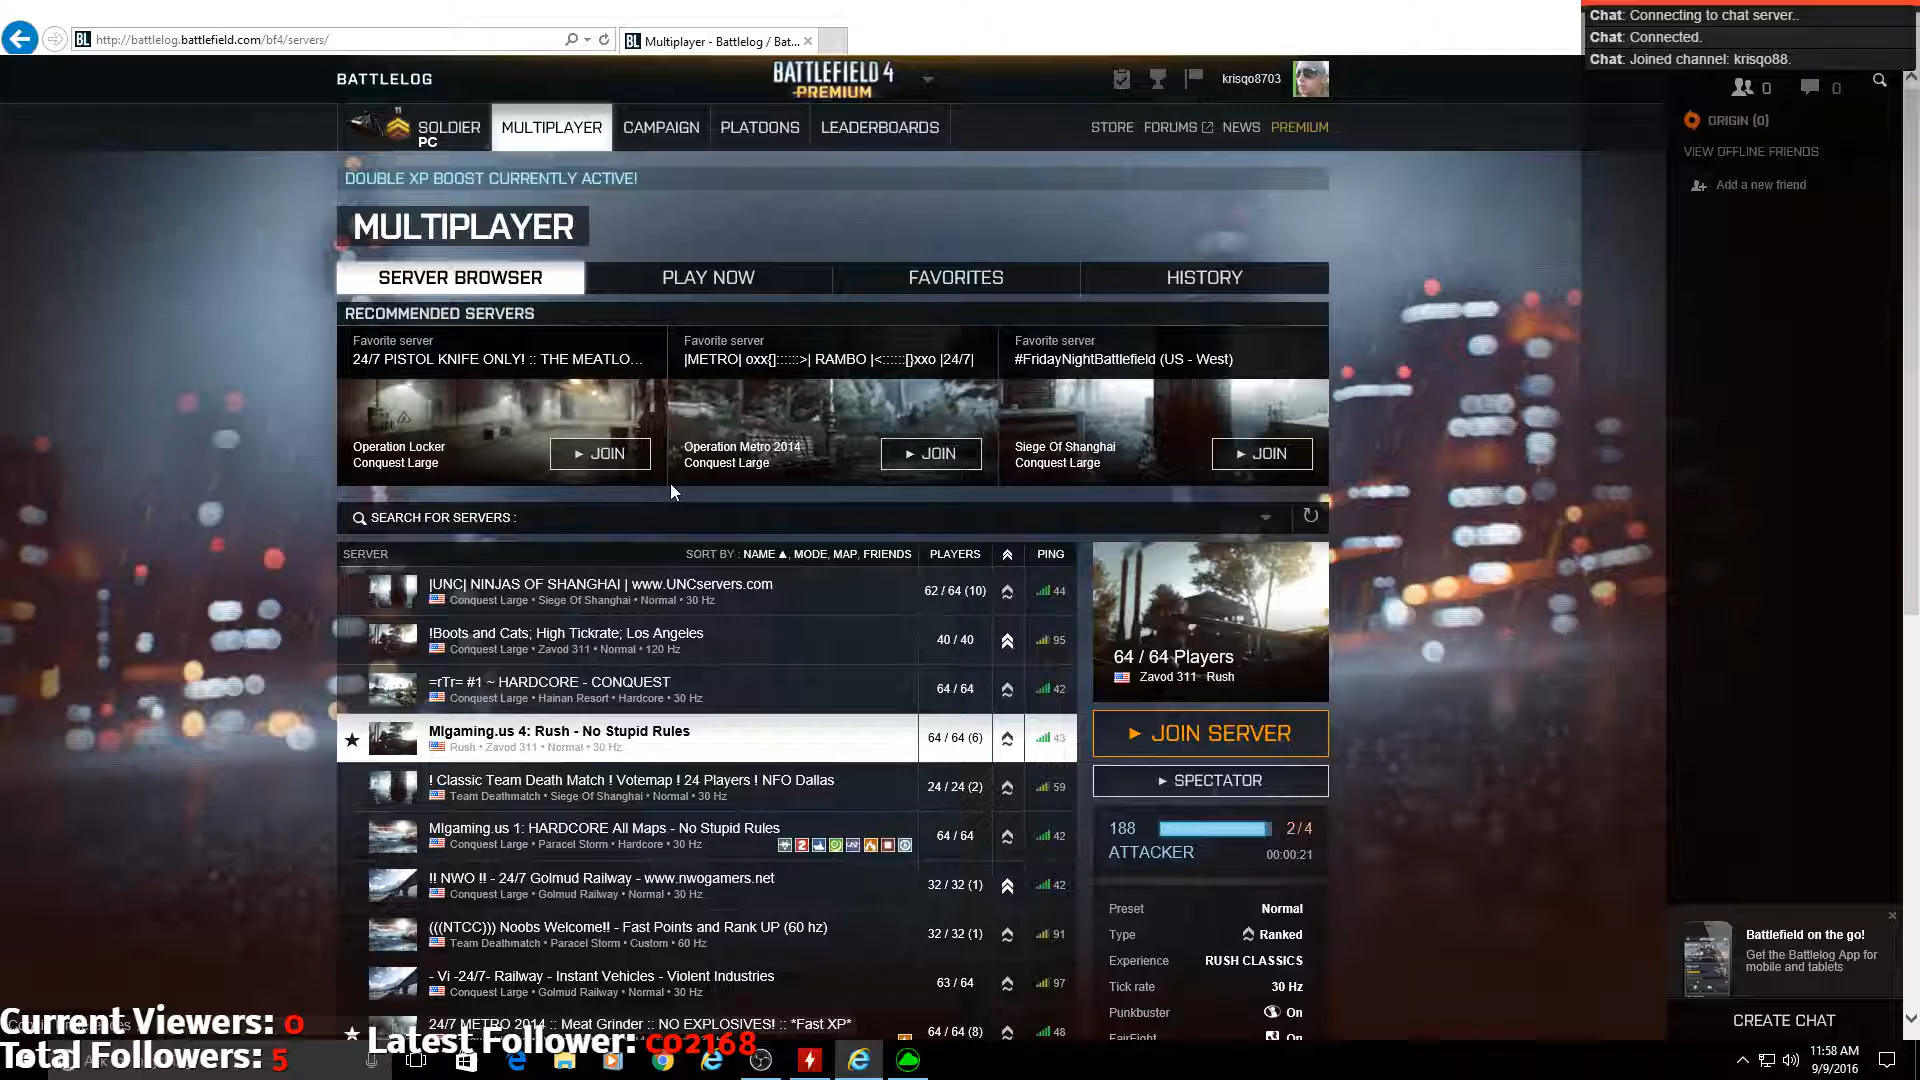 http://battlelog.battlefield.com/bf4/servers/
BL Multiplayer - Battlelog / Bat...
Chat: Connecting to chat server..
Chat: Connected.
Chat: Joined channel: krisqo88.
BATTLELOG
BATTLEFIELD 4
PREMIUM
krisqo8703
0
0
11
SOLDIER
PC
MULTIPLAYER
CAMPAIGN
PLATOONS
LEADERBOARDS
STORE
FORUMS
NEWS
PREMIUM
ORIGIN (0)
VIEW OFFLINE FRIENDS
Add a new friend
DOUBLE XP BOOST CURRENTLY ACTIVE!
MULTIPLAYER
SERVER BROWSER
PLAY NOW
FAVORITES
HISTORY
RECOMMENDED SERVERS
Favorite server
24/7 PISTOL KNIFE ONLY! :: THE MEATLO...
Operation Locker
Conquest Large
JOIN
Favorite server
|METRO| oxx{]::::::>| RAMBO |<::::::[}xxo |24/7|
Operation Metro 2014
Conquest Large
JOIN
Favorite server
#FridayNightBattlefield (US - West)
Siege Of Shanghai
Conquest Large
JOIN
SEARCH FOR SERVERS :
SERVER
SORT BY : NAME ▲, MODE, MAP, FRIENDS
PLAYERS
PING
|UNC| NINJAS OF SHANGHAI | www.UNCservers.com
Conquest Large • Siege Of Shanghai • Normal • 30 Hz
62 / 64 (10)
44
!Boots and Cats; High Tickrate; Los Angeles
Conquest Large • Zavod 311 • Normal • 120 Hz
40 / 40
95
=rTr= #1 ~ HARDCORE - CONQUEST
Conquest Large • Hainan Resort • Hardcore • 30 Hz
64 / 64
42
MIgaming.us 4: Rush - No Stupid Rules
Rush • Zavod 311 • Normal • 30 Hz
64 / 64 (6)
43
! Classic Team Death Match ! Votemap ! 24 Players ! NFO Dallas
Team Deathmatch • Siege Of Shanghai • Normal • 30 Hz
24 / 24 (2)
59
MIgaming.us 1: HARDCORE All Maps - No Stupid Rules
Conquest Large • Paracel Storm • Hardcore • 30 Hz
64 / 64
42
!! NWO !! - 24/7 Golmud Railway - www.nwogamers.net
Conquest Large • Golmud Railway • Normal • 30 Hz
32 / 32 (1)
42
(((NTCC))) Noobs Welcome!! - Fast Points and Rank UP (60 hz)
Team Deathmatch • Paracel Storm • Custom • 60 Hz
32 / 32 (1)
91
- Vi -24/7- Railway - Instant Vehicles - Violent Industries
Conquest Large • Golmud Railway • Normal • 30 Hz
63 / 64
97
24/7 METRO 2014 :: Meat Grinder :: NO EXPLOSIVES! :: *Fast XP*
64 / 64 (8)
48
64 / 64 Players
Zavod 311 Rush
JOIN SERVER
SPECTATOR
188
2/4
ATTACKER
00:00:21
Preset Normal
Type Ranked
Experience RUSH CLASSICS
Tick rate 30 Hz
Punkbuster On
FairFight On
Battlefield on the go!
Get the Battlelog App for
mobile and tablets
CREATE CHAT
Current Viewers: 0
Total Followers: 5
Latest Follower: co2168
11:58 AM
9/9/2016